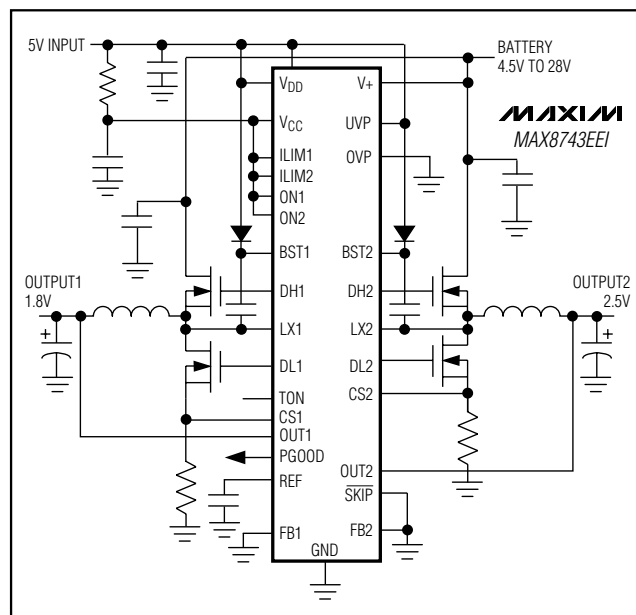 5V INPUT
BATTERY
4.5V TO 28V
VDD
V+
MAXIM
MAX8743EEI
VCC
UVP
ILIM1
OVP
ILIM2
ON1
ON2
BST1
BST2
OUTPUT1
1.8V
DH1
DH2
OUTPUT2
2.5V
+
LX1
LX2
+
DL1
DL2
TON
CS2
CS1
OUT1
PGOOD
OUT2
REF
SKIP
FB1
FB2
GND